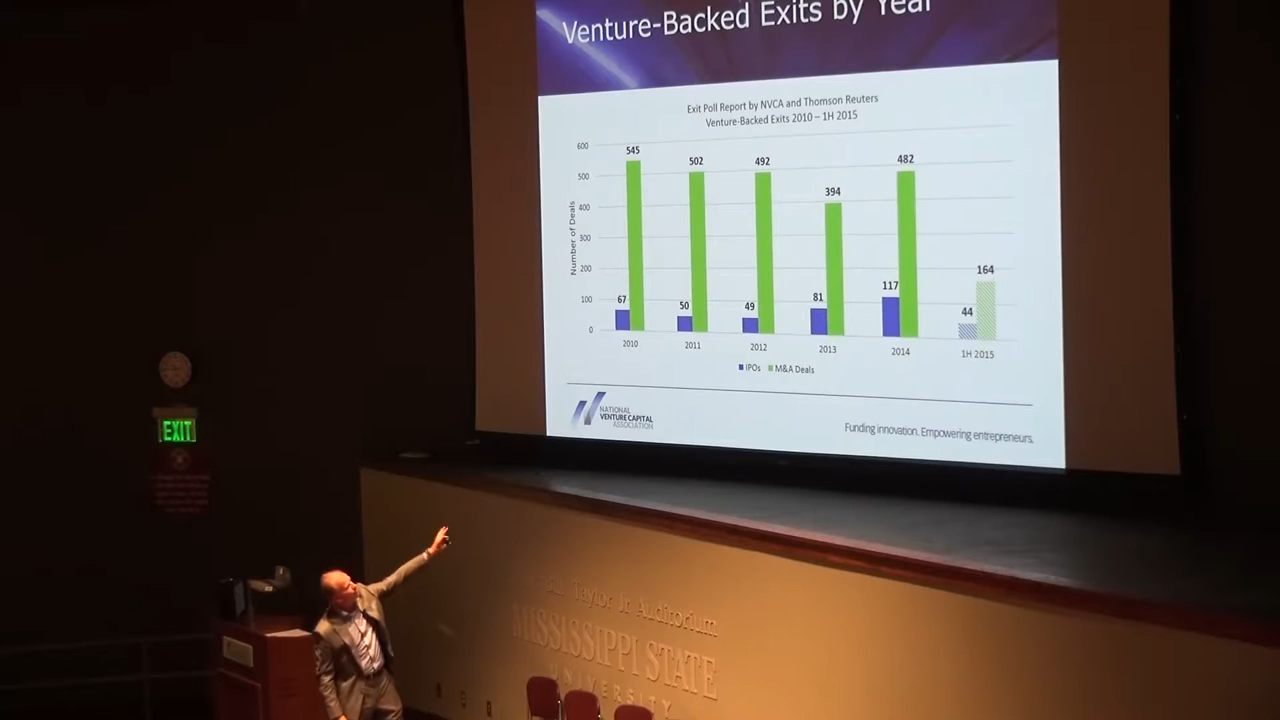 Venture-Backed Exits by Year
Exit Poll Report by NVCA and Thomson Reuters
Venture-Backed Exits 2010 – 1H 2015
Number of Deals
600
500
400
300
200
100
0
545
502
492
394
482
164
67
50
49
81
117
44
2010
2011
2012
2013
2014
1H 2015
IPOs
M&A Deals
NATIONAL
VENTURE CAPITAL
ASSOCIATION
Funding innovation. Empowering entrepreneurs.
EXIT
Taylor Jr Auditorium
MISSISSIPPI STATE
UNIVERSITY